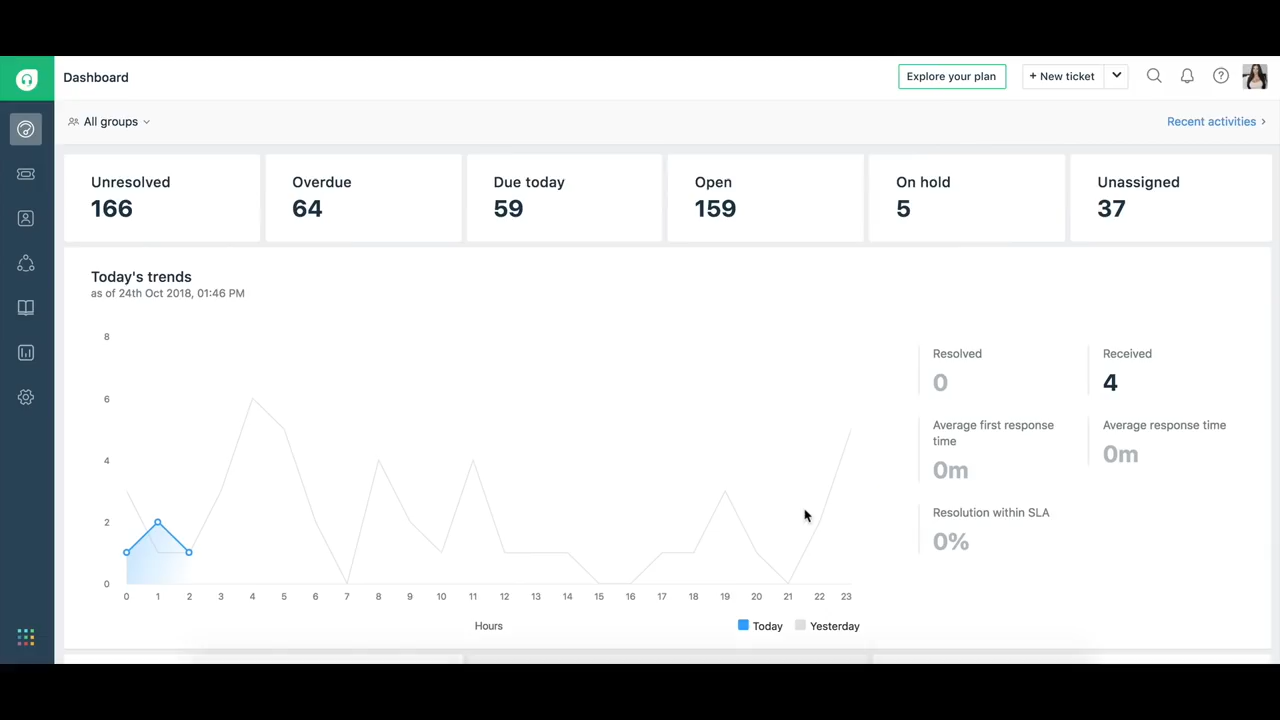 Dashboard
Explore your plan
+ New ticket
All groups
Recent activities
Unresolved
166
Overdue
64
Due today
59
Open
159
On hold
5
Unassigned
37
Today's trends
as of 24th Oct 2018, 01:46 PM
8
6
4
2
0
0 1 2 3 4 5 6 7 8 9 10 11 12 13 14 15 16 17 18 19 20 21 22 23
Hours
Today
Yesterday
Resolved
0
Received
4
Average first response
time
0m
Average response time
0m
Resolution within SLA
0%